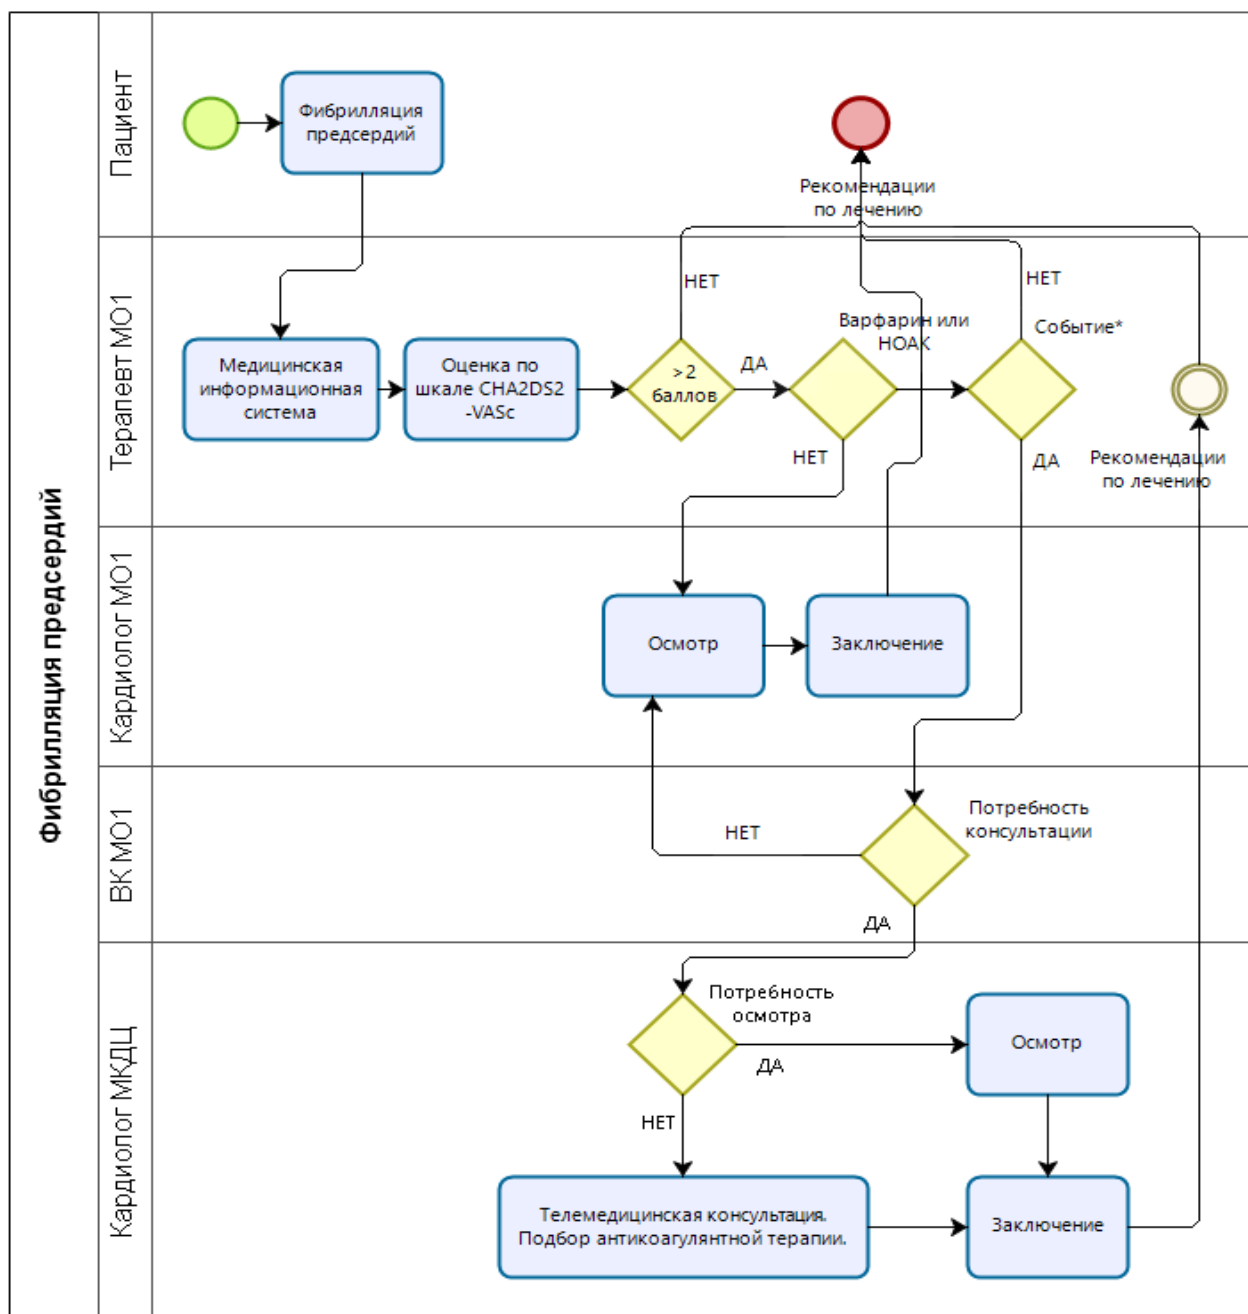 Фибрилляция предсердий
Пациент
Фибрилляция
предсердий
Рекомендации
по лечению
Терапевт МО1
Медицинская
информационная
система
Оценка по
шкале CHA2DS2
-VASc
НЕТ
>2
баллов
ДА
Варфарин или
НОАК
НЕТ
НЕТ
Событие*
ДА
Рекомендации
по лечению
Кардиолог МО1
Осмотр
Заключение
ВК МО1
НЕТ
Потребность
консультации
ДА
Кардиолог МКДЦ
Потребность
осмотра
ДА
Осмотр
НЕТ
Телемедицинская консультация.
Подбор антикоагулянтной терапии.
Заключение